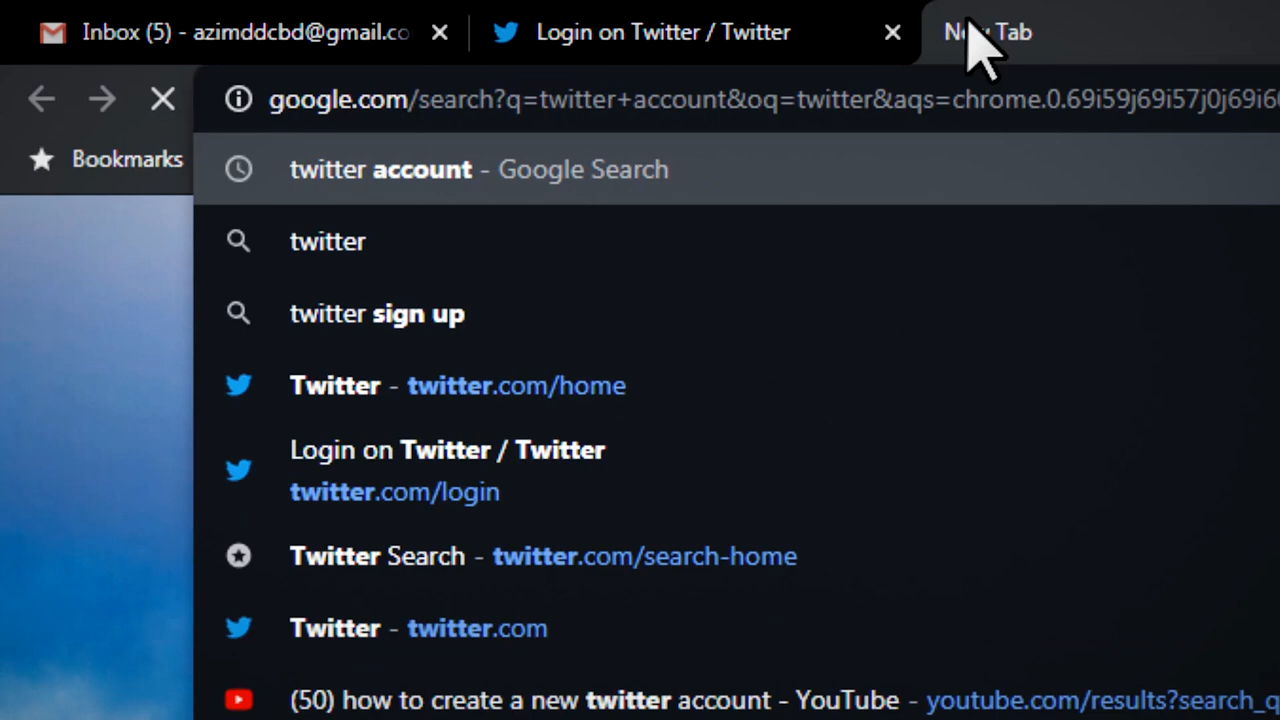 Inbox (5) - azimddcbd@gmail.co
Login on Twitter / Twitter
New Tab
google.com/search?q=twitter+account&oq=twitter&aqs=chrome.0.69i59j69i57j0j69i6
Bookmarks
twitter account - Google Search
twitter
twitter sign up
Twitter - twitter.com/home
Login on Twitter / Twitter
twitter.com/login
Twitter Search - twitter.com/search-home
Twitter - twitter.com
(50) how to create a new twitter account - YouTube - youtube.com/results?search_q